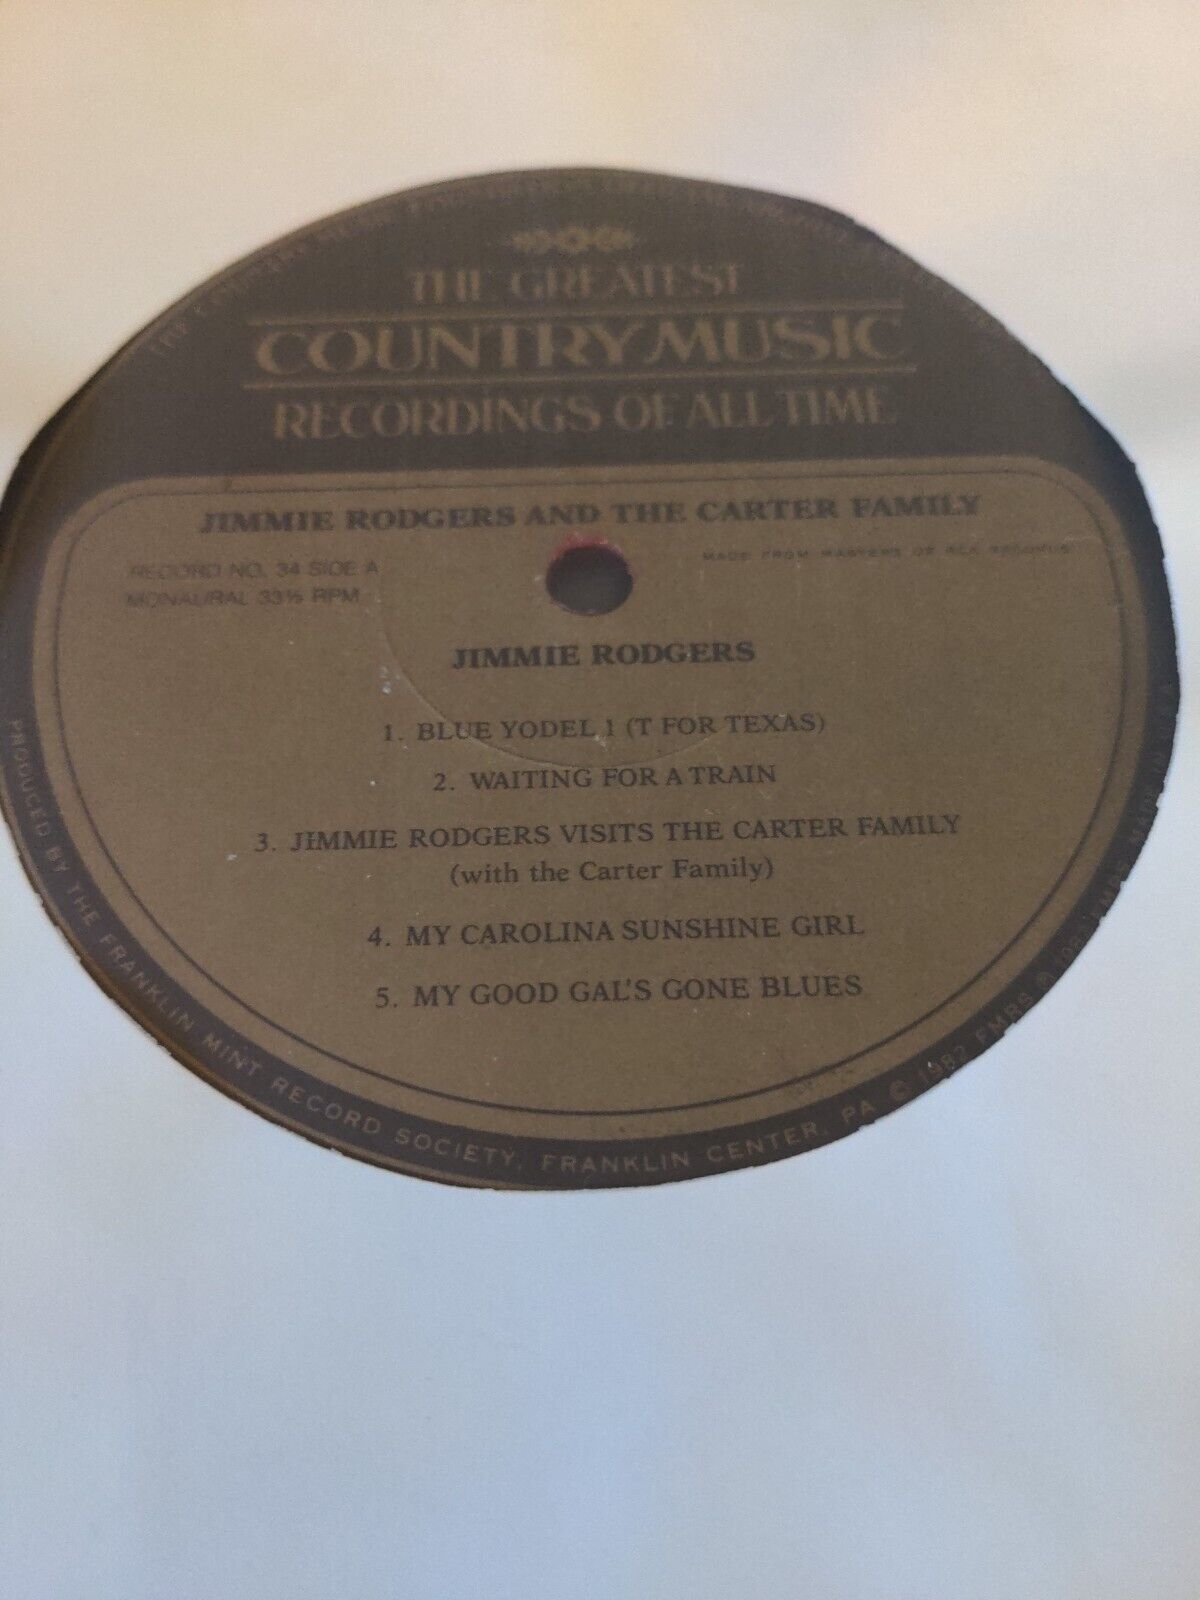 THE GREATEST
COUNTRY MUSIC
RECORDINGS OF ALL TIME
JIMMIE RODGERS AND THE CARTER FAMILY
RECORD NO. 34 SIDE A
MONAURAL 33⅓ RPM
MADE FROM MASTERS OF RCA RECORDS
JIMMIE RODGERS
1. BLUE YODEL 1 (T FOR TEXAS)
2. WAITING FOR A TRAIN
3. JIMMIE RODGERS VISITS THE CARTER FAMILY
(with the Carter Family)
4. MY CAROLINA SUNSHINE GIRL
5. MY GOOD GAL'S GONE BLUES
PRODUCED BY THE FRANKLIN MINT RECORD SOCIETY, FRANKLIN CENTER, PA © 1982 FMRS ℗ FMRS MADE IN